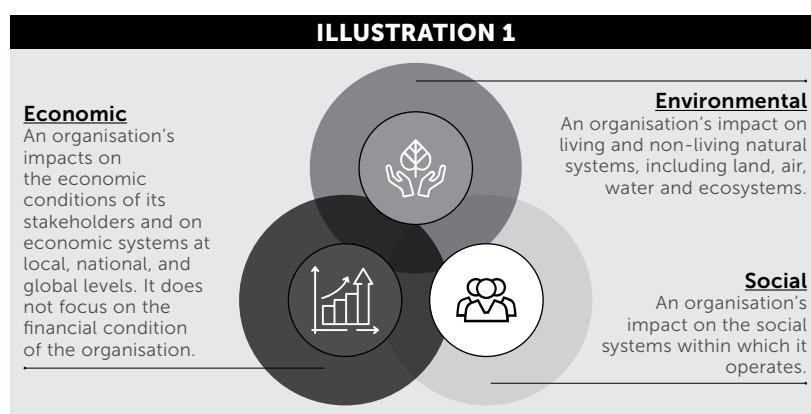 ILLUSTRATION 1
Economic
An organisation's
impacts on
the economic
conditions of its
stakeholders and on
economic systems at
local, national, and
global levels. It does
not focus on the
financial condition
of the organisation.
Environmental
An organisation's impact on
living and non-living natural
systems, including land, air,
water and ecosystems.
Social
An organisation's
impact on the social
systems within which it
operates.